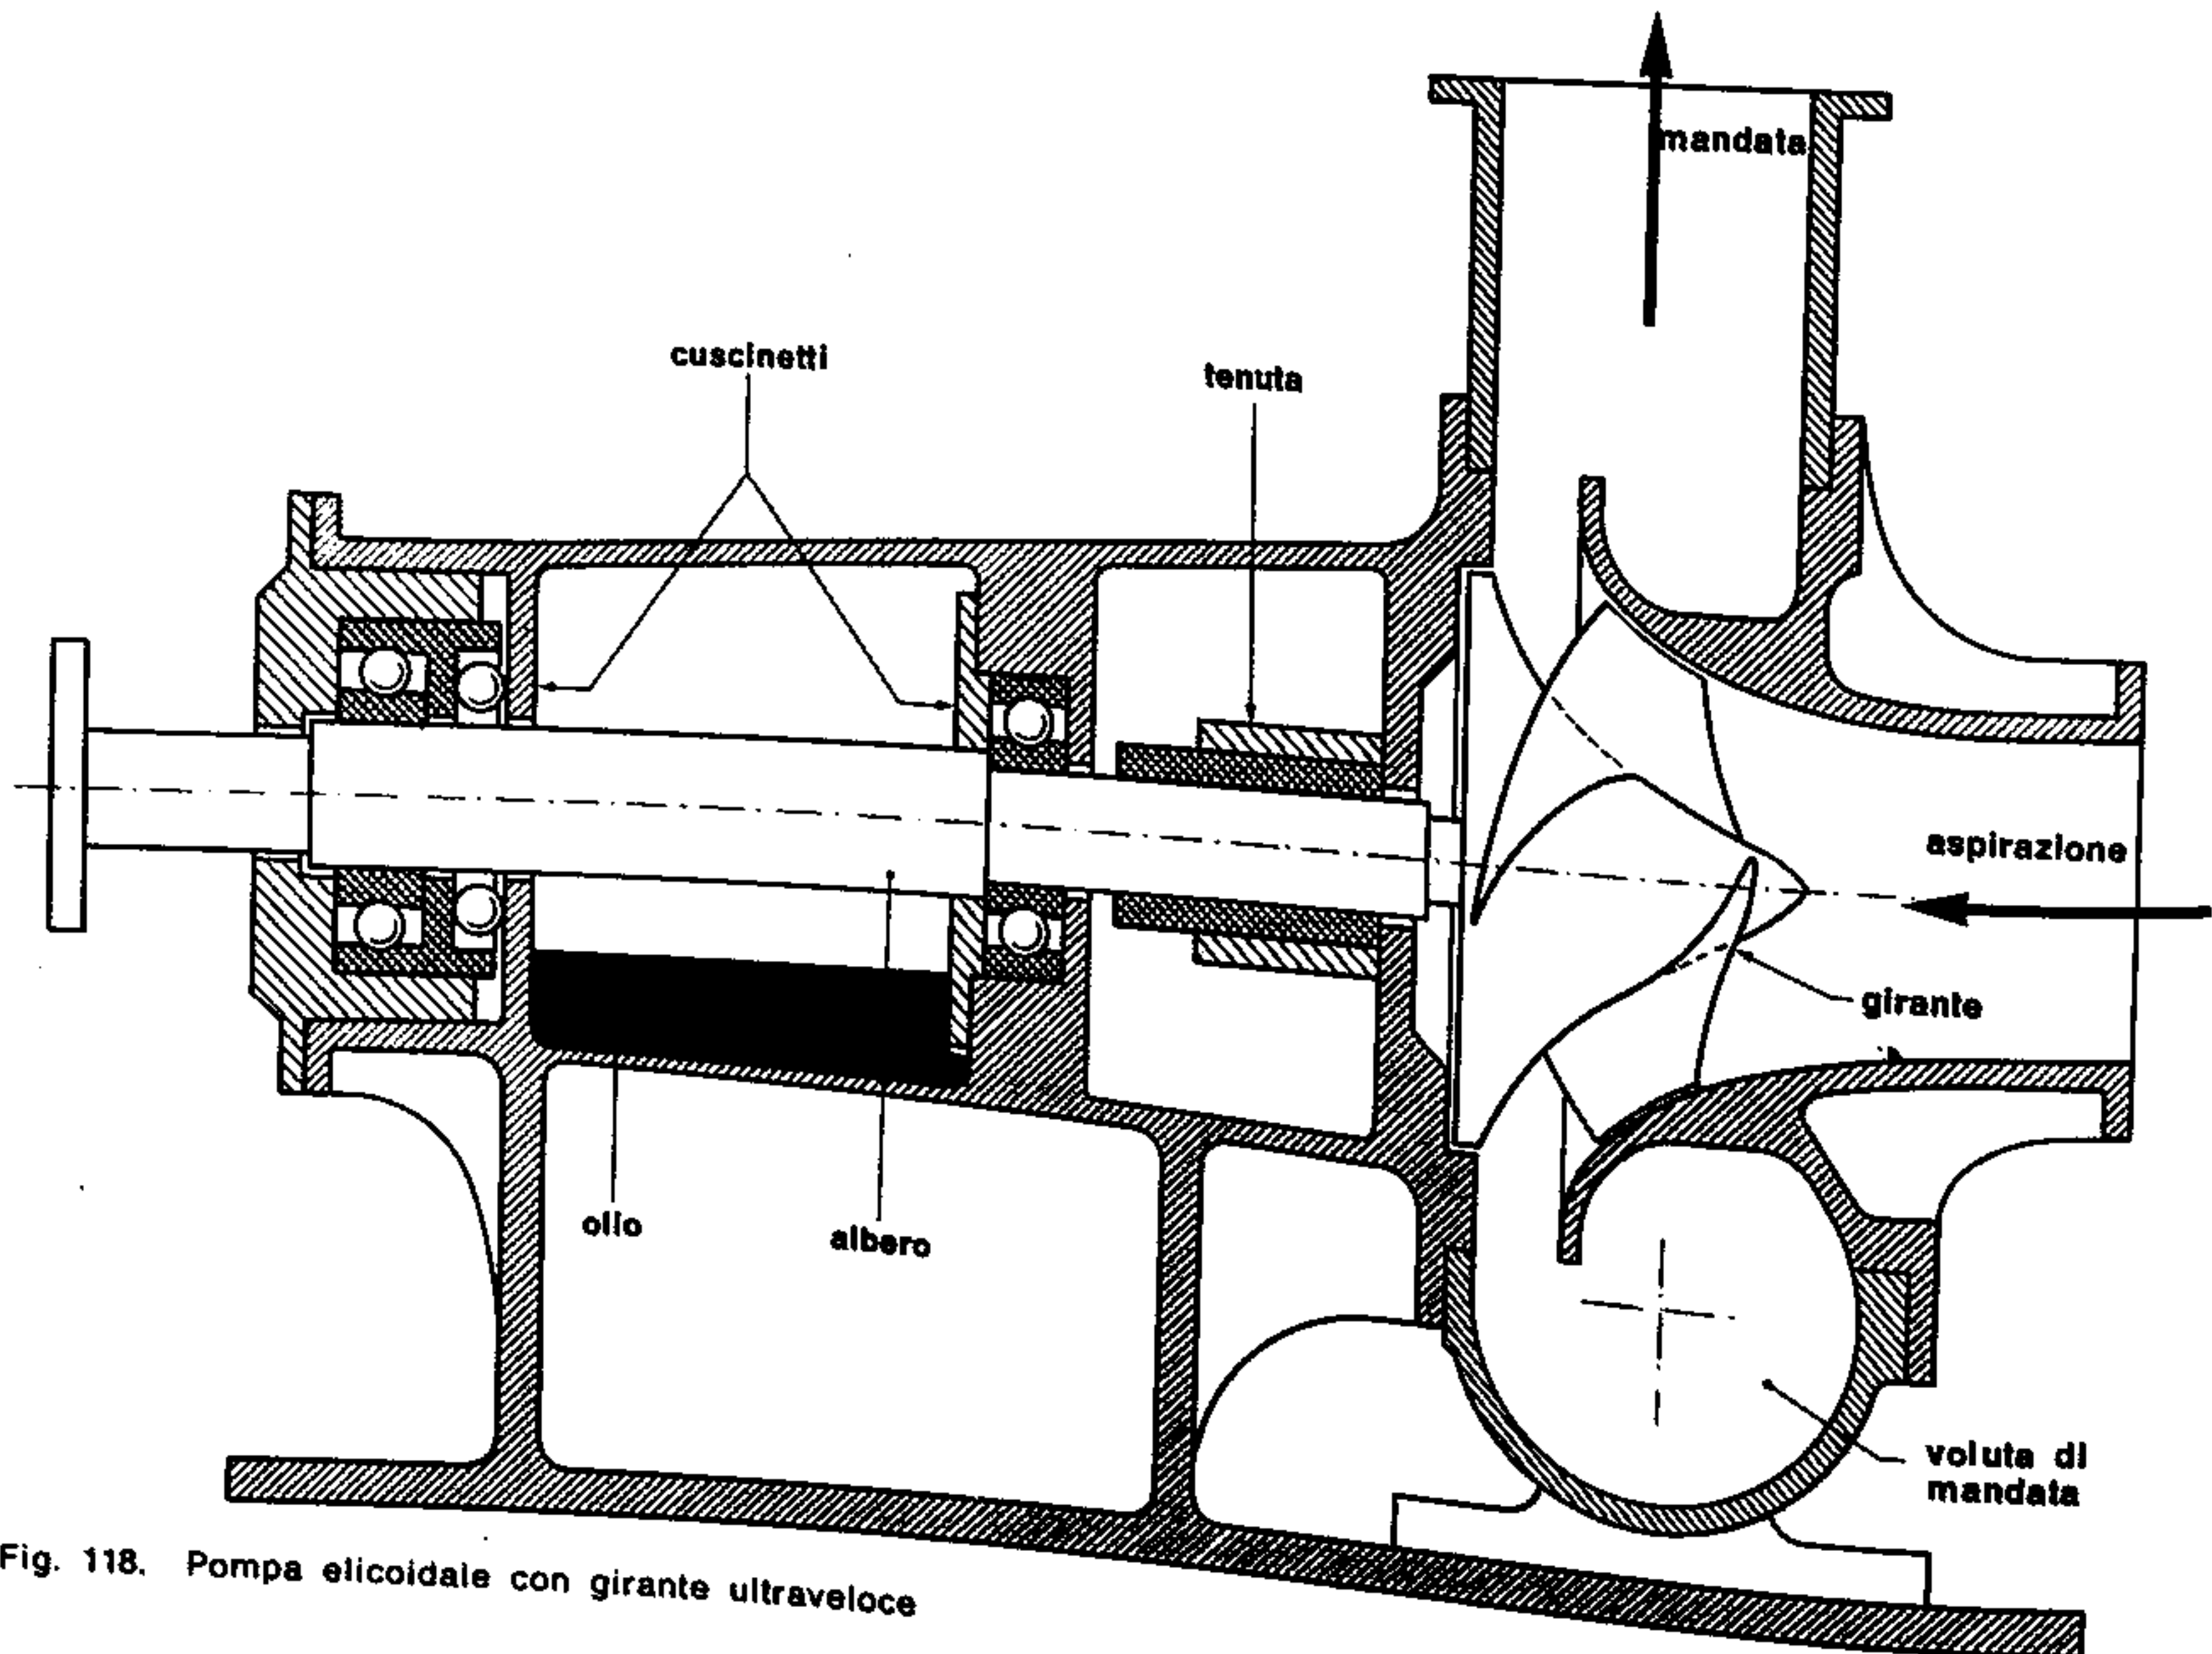 mandata
cuscinetti
tenuta
aspirazione
girante
olio
albero
voluta di
mandata
Fig. 118. Pompa elicoidale con girante ultraveloce